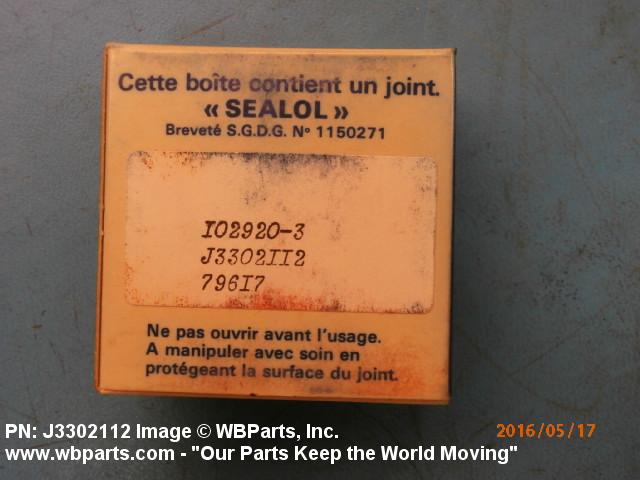 Cette boîte contient un joint.
« SEALOL »
Breveté S.G.D.G. N° 1150271
IO2920-3
J3302II2
796I7
Ne pas ouvrir avant l'usage.
A manipuler avec soin en
protégeant la surface du joint.
PN: J3302112 Image © WBParts, Inc.
2016/05/17
www.wbparts.com - "Our Parts Keep the World Moving"